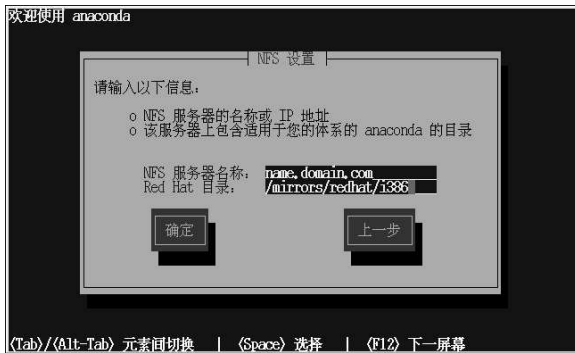 欢迎使用 anaconda
NFS 设置
请输入以下信息：
o NFS 服务器的名称或 IP 地址
o 该服务器上包含适用于您的体系的 anaconda 的目录
NFS 服务器名称： name.domain.com
Red Hat 目录： /mirrors/redhat/i386
确定 上一步
<Tab>/<Alt-Tab> 元素间切换 | <Space> 选择 | <F12> 下一屏幕